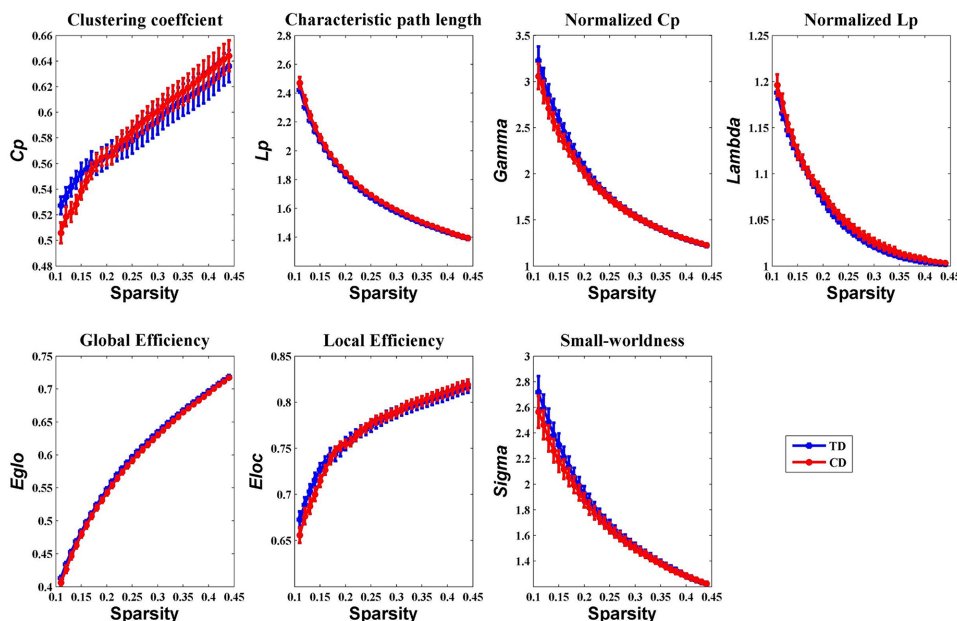 Clustering coeffcient
Cp
0.66
0.64
0.62
0.6
0.58
0.56
0.54
0.52
0.5
0.48
0.1 0.15 0.2 0.25 0.3 0.35 0.4 0.45
Sparsity
Characteristic path length
Lp
2.6
2.4
2.2
2
1.8
1.6
1.4
0.1 0.15 0.2 0.25 0.3 0.35 0.4 0.45
Sparsity
Normalized Cp
Gamma
3.5
3
2.5
2
1.5
1
0.1 0.15 0.2 0.25 0.3 0.35 0.4 0.45
Sparsity
Normalized Lp
Lambda
1.25
1.2
1.15
1.1
1.05
1
0.1 0.15 0.2 0.25 0.3 0.35 0.4 0.45
Sparsity
Global Efficiency
Eglo
0.75
0.7
0.65
0.6
0.55
0.5
0.45
0.4
0.1 0.15 0.2 0.25 0.3 0.35 0.4 0.45
Sparsity
Local Efficiency
Eloc
0.85
0.8
0.75
0.7
0.65
0.1 0.15 0.2 0.25 0.3 0.35 0.4 0.45
Sparsity
Small-worldness
Sigma
3
2.8
2.6
2.4
2.2
2
1.8
1.6
1.4
0.1 0.15 0.2 0.25 0.3 0.35 0.4 0.45
Sparsity
TD
CD